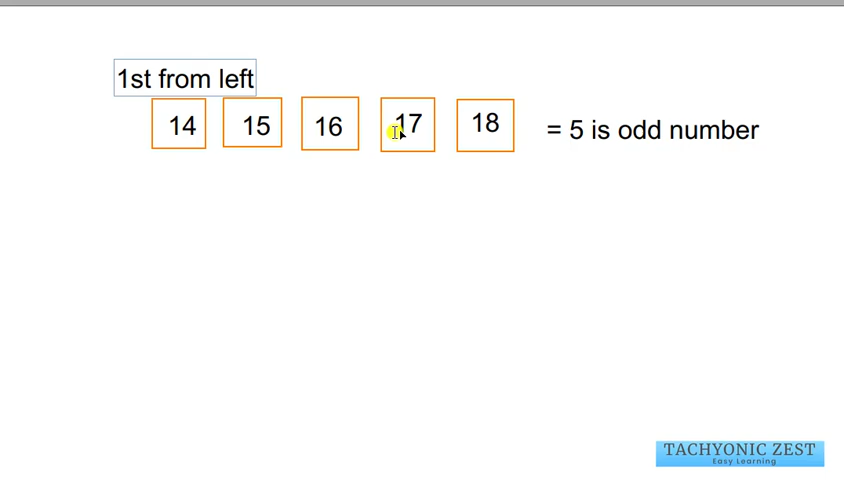 1st from left
14 15 16 17 18 = 5 is odd number
TACHYONIC ZEST
Easy Learning